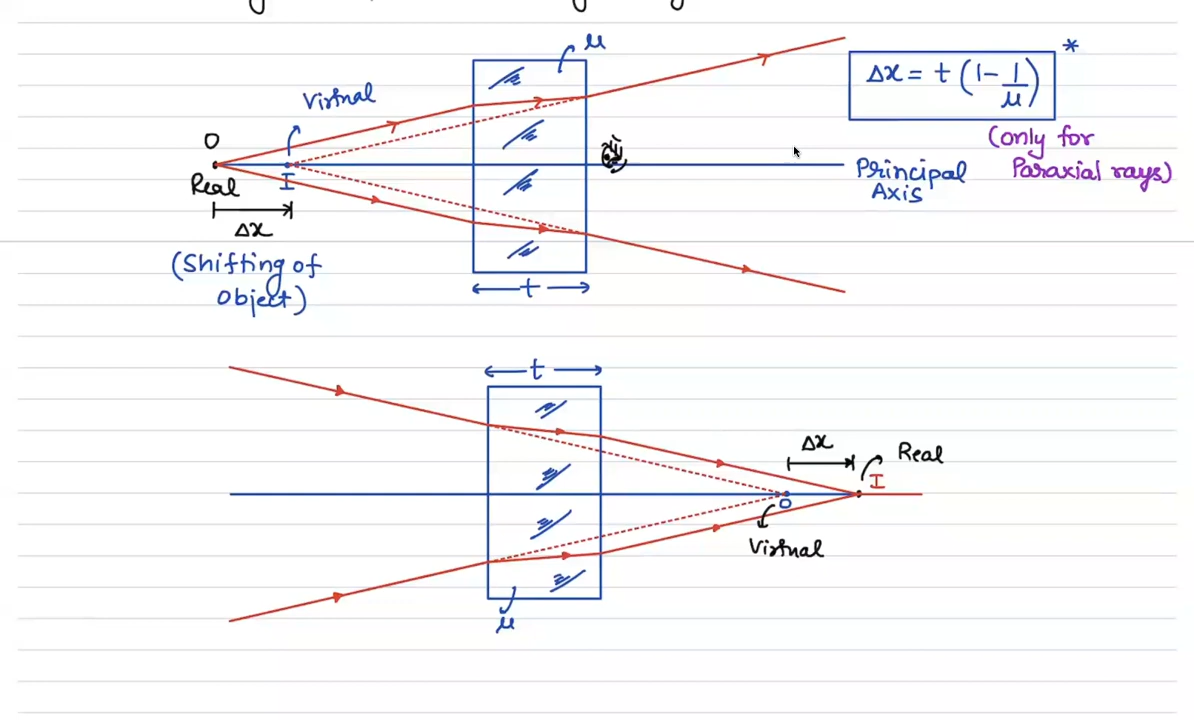 μ
Δx = t (1 - 1/μ) *
Virtual
O
(only for
Paraxial rays)
Real
I
Principal
Axis
Δx
(Shifting of
Object)
t
t
Δx
Real
I
O
Virtual
μ